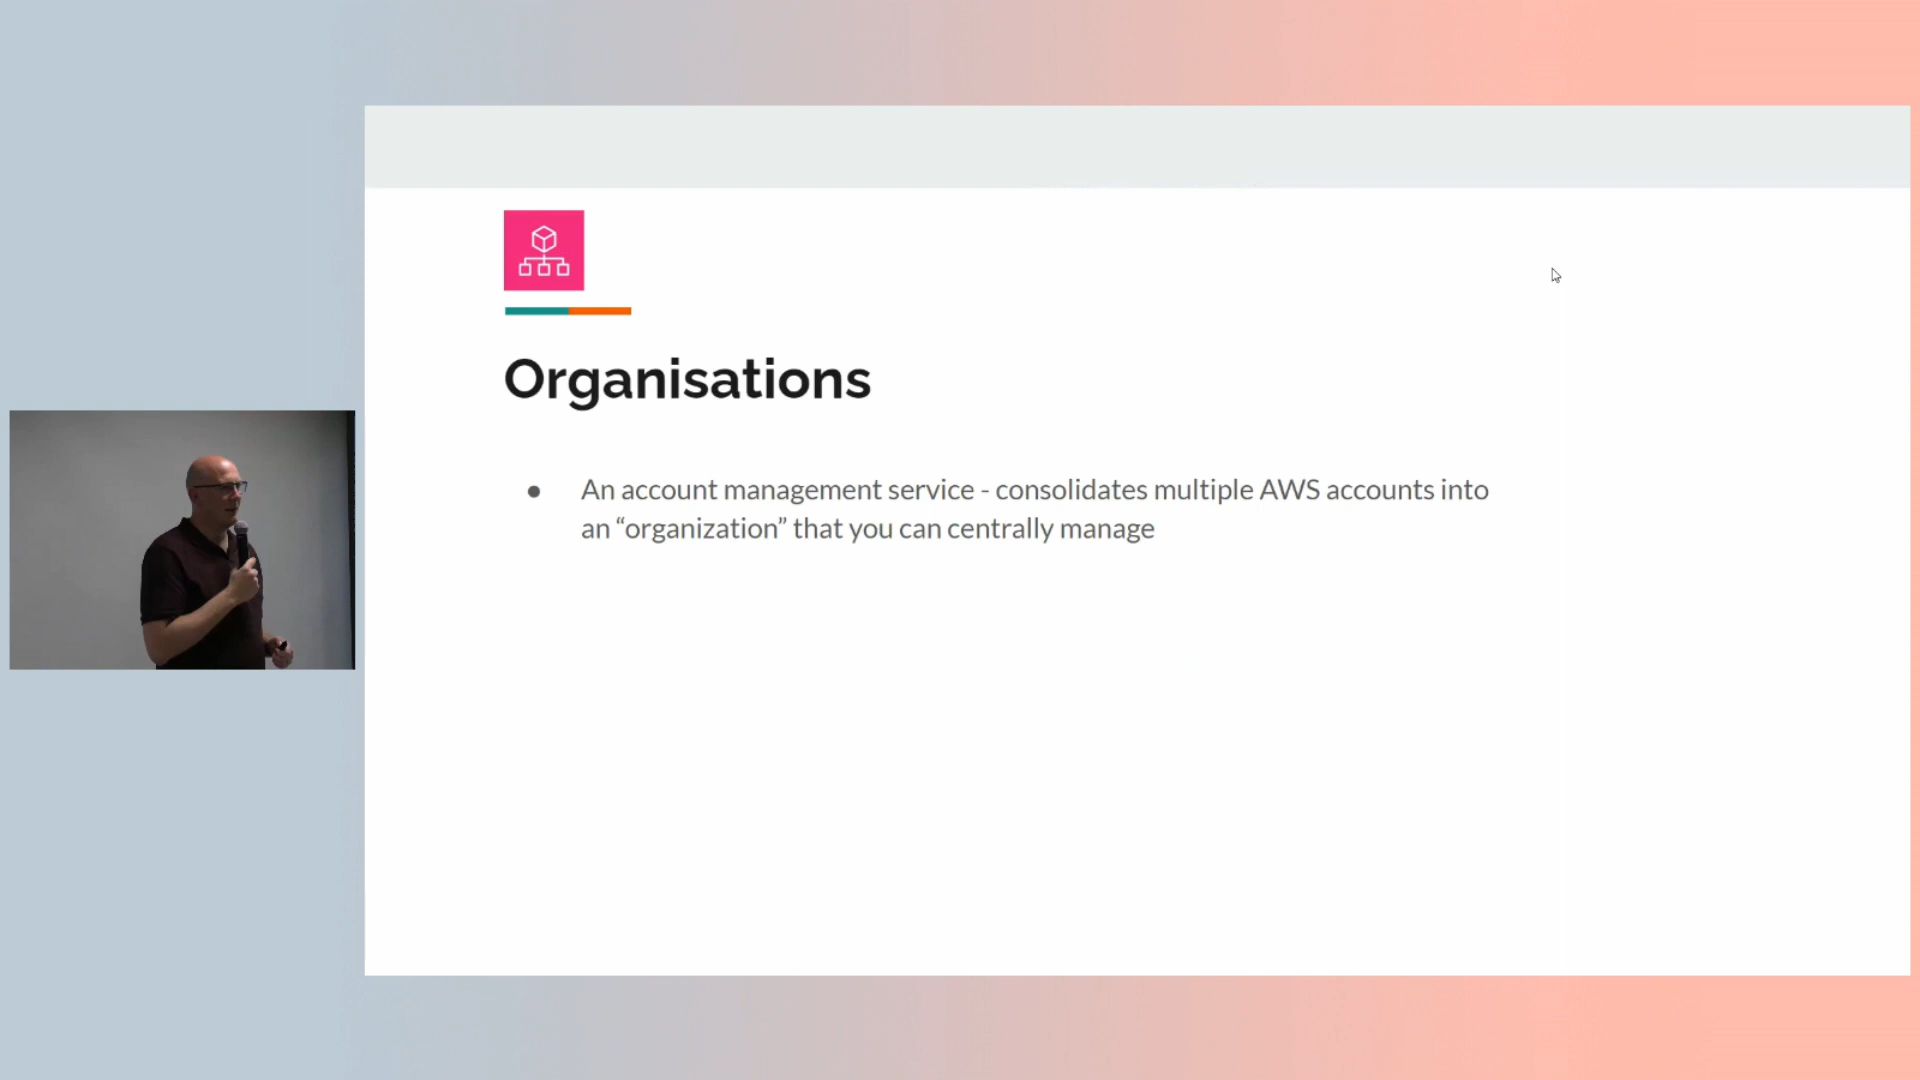 Organisations
● An account management service - consolidates multiple AWS accounts into
an “organization” that you can centrally manage